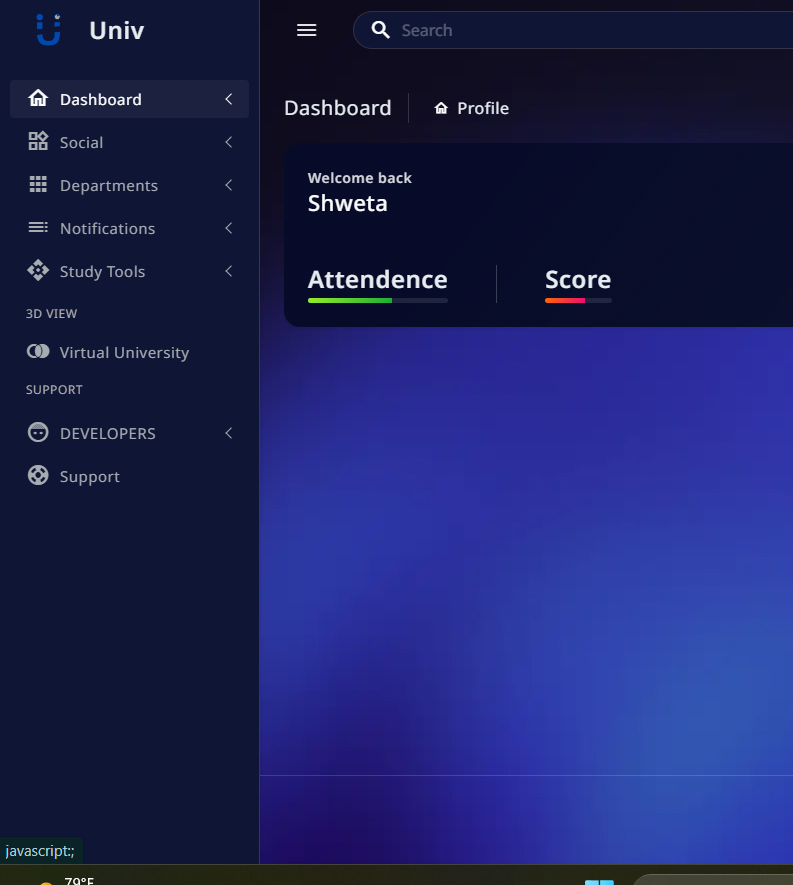 Univ
Search
Dashboard
Social
Departments
Notifications
Study Tools
3D VIEW
Virtual University
SUPPORT
DEVELOPERS
Support
Dashboard
Profile
Welcome back
Shweta
Attendence
Score
javascript:;
79°F